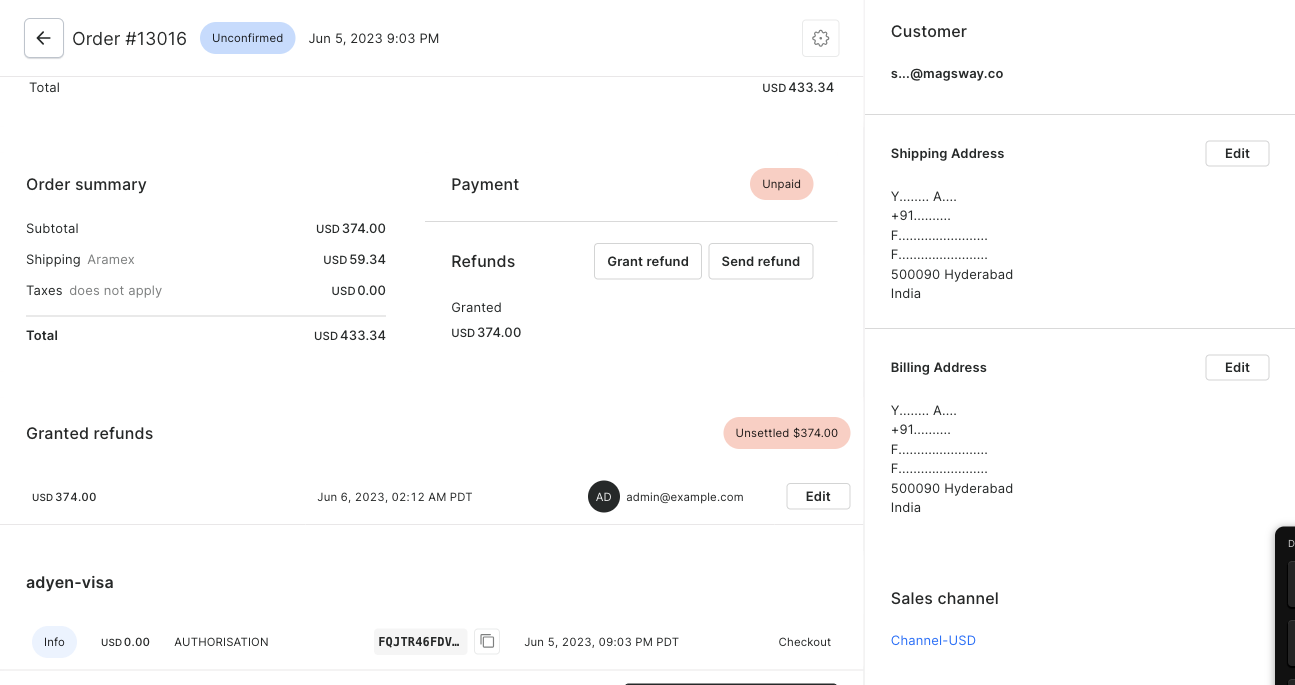 Order #13016 Unconfirmed Jun 5, 2023 9:03 PM
Total USD 433.34
Order summary
Subtotal USD 374.00
Shipping Aramex USD 59.34
Taxes does not apply USD 0.00
Total USD 433.34
Payment Unpaid
Refunds Grant refund Send refund
Granted
USD 374.00
Granted refunds Unsettled $374.00
USD 374.00 Jun 6, 2023, 02:12 AM PDT AD admin@example.com Edit
adyen-visa
Info USD 0.00 AUTHORISATION FQJTR46FDV… Jun 5, 2023, 09:03 PM PDT Checkout
Customer
s...@magsway.co
Shipping Address Edit
Y........ A....
+91..........
F........................
F........................
500090 Hyderabad
India
Billing Address Edit
Y........ A....
+91..........
F........................
F........................
500090 Hyderabad
India
Sales channel
Channel-USD